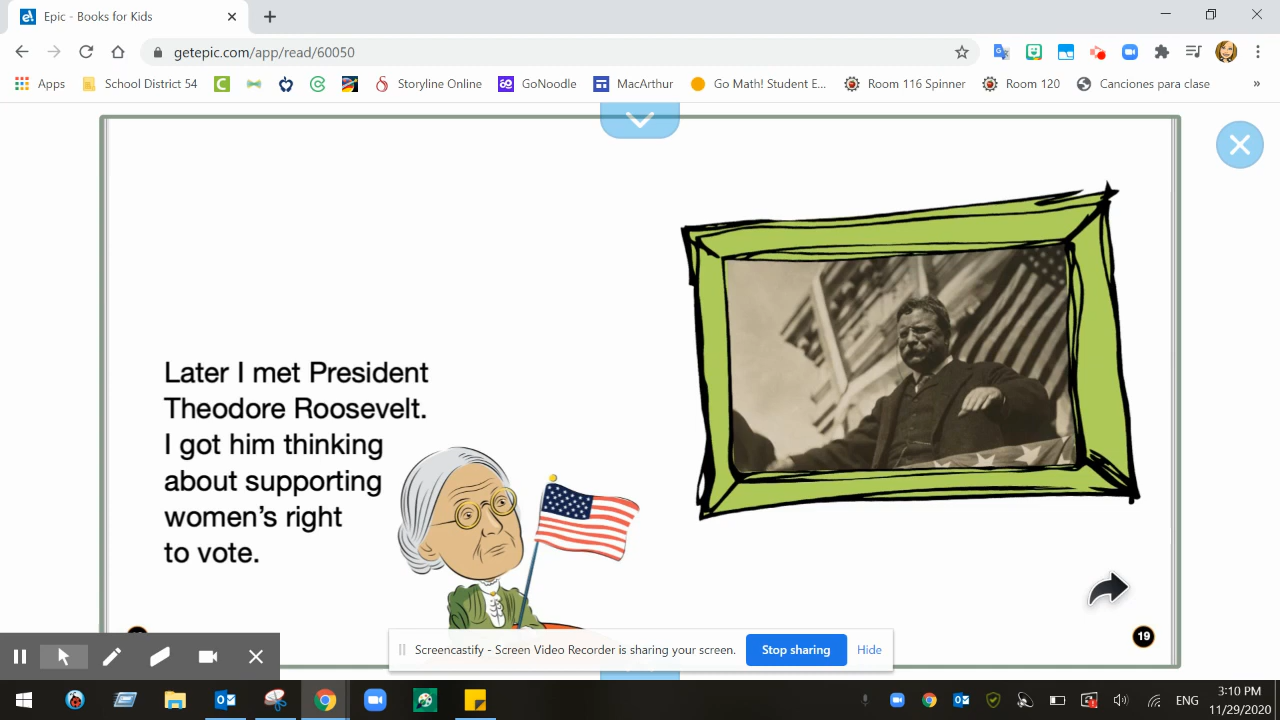 Epic - Books for Kids
getepic.com/app/read/60050
Apps
School District 54
Storyline Online
GoNoodle
MacArthur
Go Math! Student E...
Room 116 Spinner
Room 120
Canciones para clase
»
Later I met President
Theodore Roosevelt.
I got him thinking
about supporting
women's right
to vote.
19
Screencastify - Screen Video Recorder is sharing your screen.
Stop sharing
Hide
ENG
3:10 PM
11/29/2020